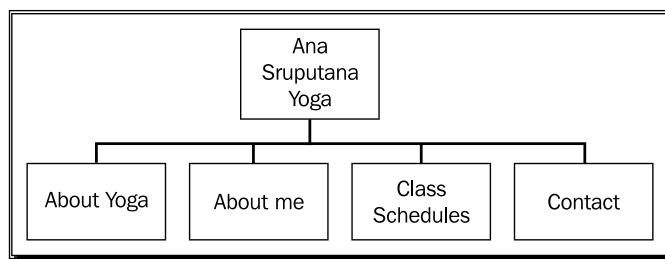 Ana
Sruputana
Yoga
About Yoga
About me
Class
Schedules
Contact